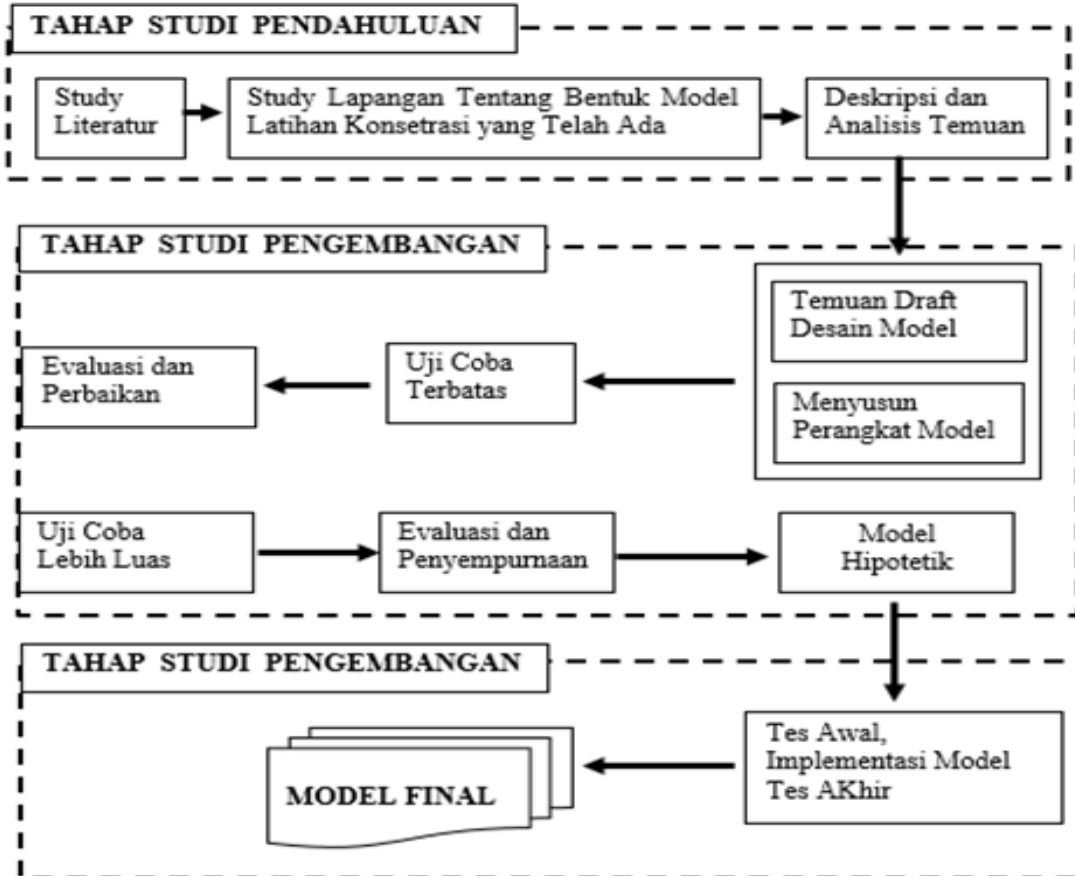 TAHAP STUDI PENDAHULUAN
Study
Literatur
Study Lapangan Tentang Bentuk Model
Latihan Konsetrasi yang Telah Ada
Deskripsi dan
Analisis Temuan
TAHAP STUDI PENGEMBANGAN
Temuan Draft
Desain Model
Menyusun
Perangkat Model
Uji Coba
Terbatas
Evaluasi dan
Perbaikan
Uji Coba
Lebih Luas
Evaluasi dan
Penyempurnaan
Model
Hipotetik
TAHAP STUDI PENGEMBANGAN
Tes Awal,
Implementasi Model
Tes AKhir
MODEL FINAL